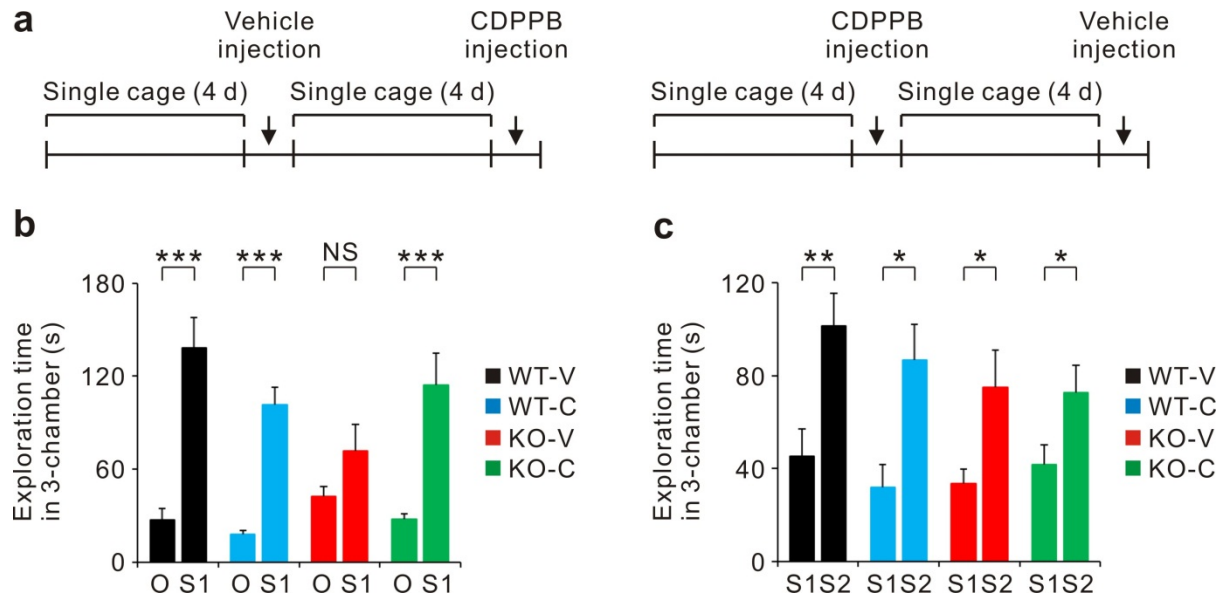 a
Vehicle
injection
CDPPB
injection
CDPPB
injection
Vehicle
injection
Single cage (4 d)
Single cage (4 d)
Single cage (4 d)
Single cage (4 d)
b
Exploration time
in 3-chamber (s)
180
120
60
0
***
***
NS
***
O S1 O S1 O S1 O S1
WT-V
WT-C
KO-V
KO-C
c
Exploration time
in 3-chamber (s)
120
80
40
0
**
*
*
*
S1S2 S1S2 S1S2 S1S2
WT-V
WT-C
KO-V
KO-C